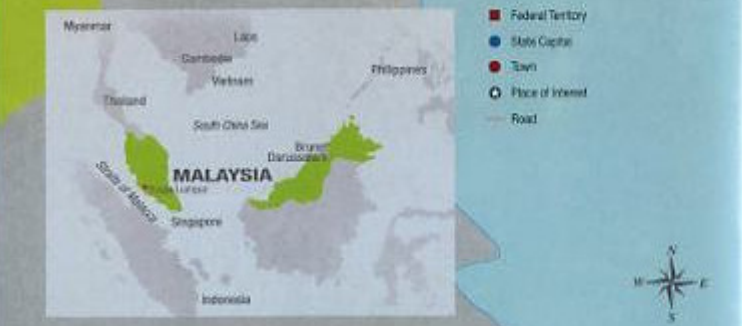 Myanmar
Laos
Cambodia
Vietnam
Philippines
Thailand
South China Sea
Brunei
Darussalam
MALAYSIA
Kuala Lumpur
Straits of Malacca
Singapore
Indonesia
Federal Territory
State Capital
Town
Place of Interest
Road
N
W
E
S